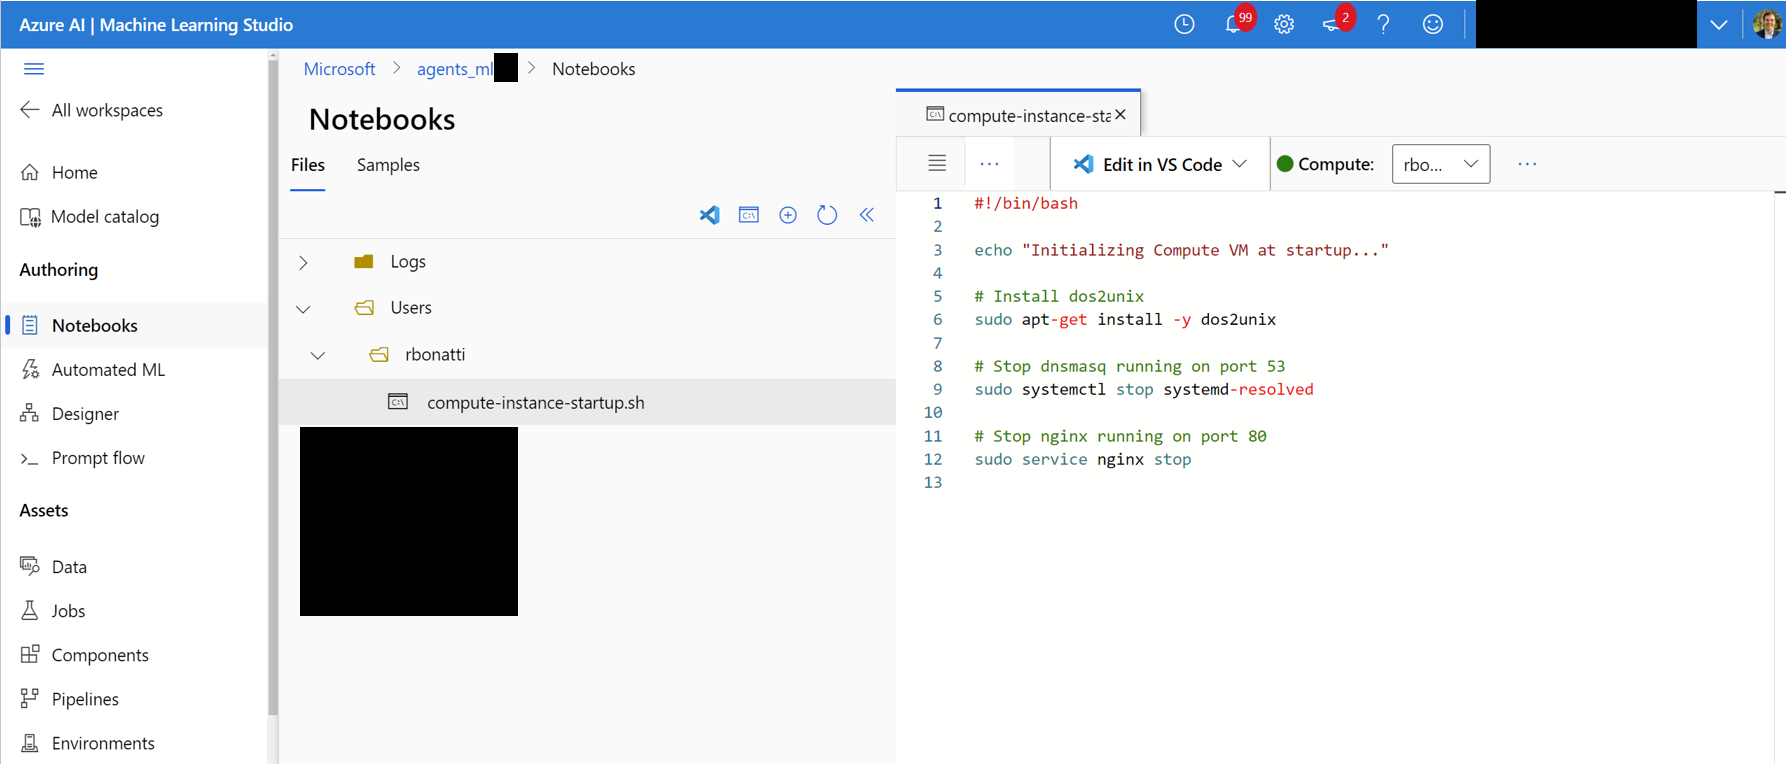 Azure AI | Machine Learning Studio
99
2
Microsoft > agents_ml > Notebooks
All workspaces
Home
Model catalog
Authoring
Notebooks
Automated ML
Designer
Prompt flow
Assets
Data
Jobs
Components
Pipelines
Environments
Notebooks
Files Samples
Logs
Users
rbonatti
compute-instance-startup.sh
compute-instance-sta
Edit in VS Code
Compute: rbo...
1 #!/bin/bash
2
3 echo "Initializing Compute VM at startup..."
4
5 # Install dos2unix
6 sudo apt-get install -y dos2unix
7
8 # Stop dnsmasq running on port 53
9 sudo systemctl stop systemd-resolved
10
11 # Stop nginx running on port 80
12 sudo service nginx stop
13